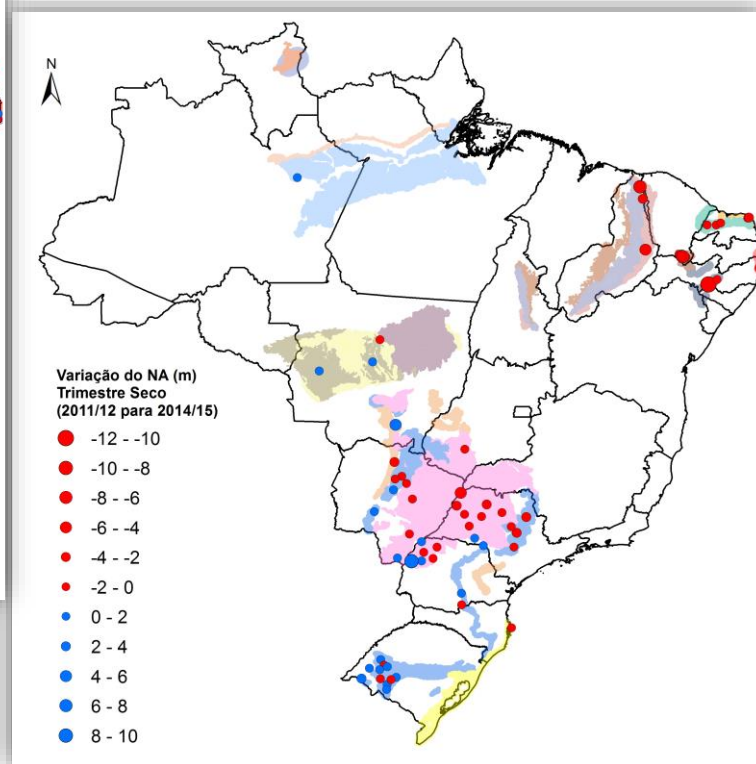 N
Variação do NA (m)
Trimestre Seco
(2011/12 para 2014/15)
-12 - -10
-10 - -8
-8 - -6
-6 - -4
-4 - -2
-2 - 0
0 - 2
2 - 4
4 - 6
6 - 8
8 - 10